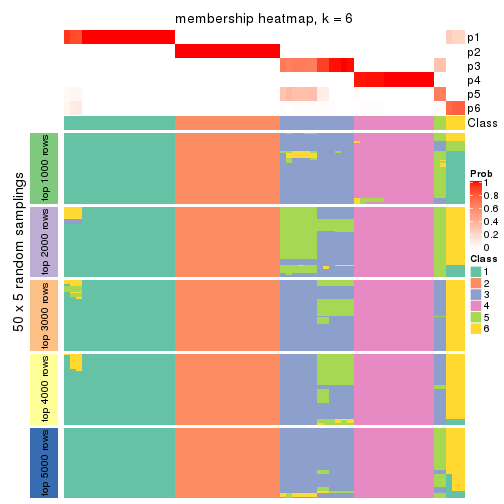 membership heatmap, k = 6
p1
p2
p3
p4
p5
p6
Class
50 x 5 random samplings
top 1000 rows
top 2000 rows
top 3000 rows
top 4000 rows
top 5000 rows
Prob
1
0.8
0.6
0.4
0.2
0
Class
1
2
3
4
5
6